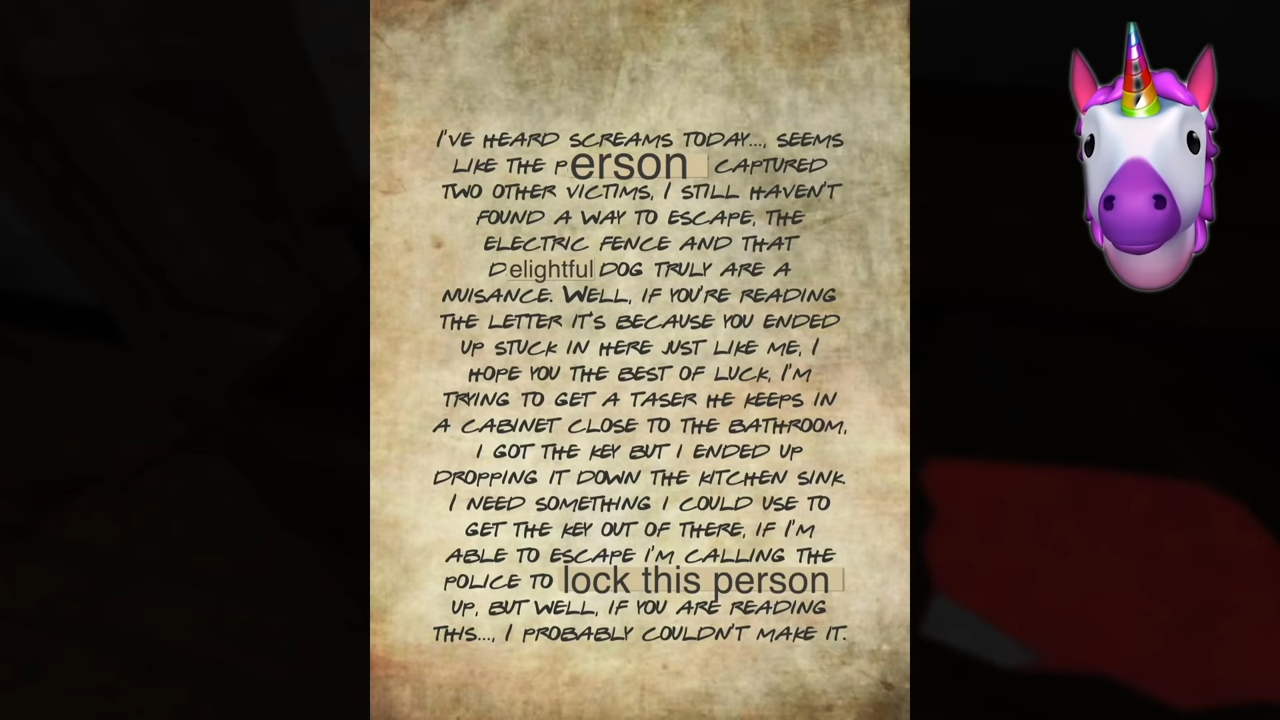 I'VE HEARD SCREAMS TODAY..., SEEMS
LIKE THE Person CAPTURED
TWO OTHER VICTIMS, I STILL HAVEN'T
FOUND A WAY TO ESCAPE, THE
ELECTRIC FENCE AND THAT
Delightful DOG TRULY ARE A
NUISANCE. WELL, IF YOU'RE READING
THE LETTER IT'S BECAUSE YOU ENDED
UP STUCK IN HERE JUST LIKE ME, I
HOPE YOU THE BEST OF LUCK, I'M
TRYING TO GET A TASER HE KEEPS IN
A CABINET CLOSE TO THE BATHROOM,
I GOT THE KEY BUT I ENDED UP
DROPPING IT DOWN THE KITCHEN SINK.
I NEED SOMETHING I COULD USE TO
GET THE KEY OUT OF THERE, IF I'M
ABLE TO ESCAPE I'M CALLING THE
POLICE TO lock this person
UP, BUT WELL, IF YOU ARE READING
THIS..., I PROBABLY COULDN'T MAKE IT.